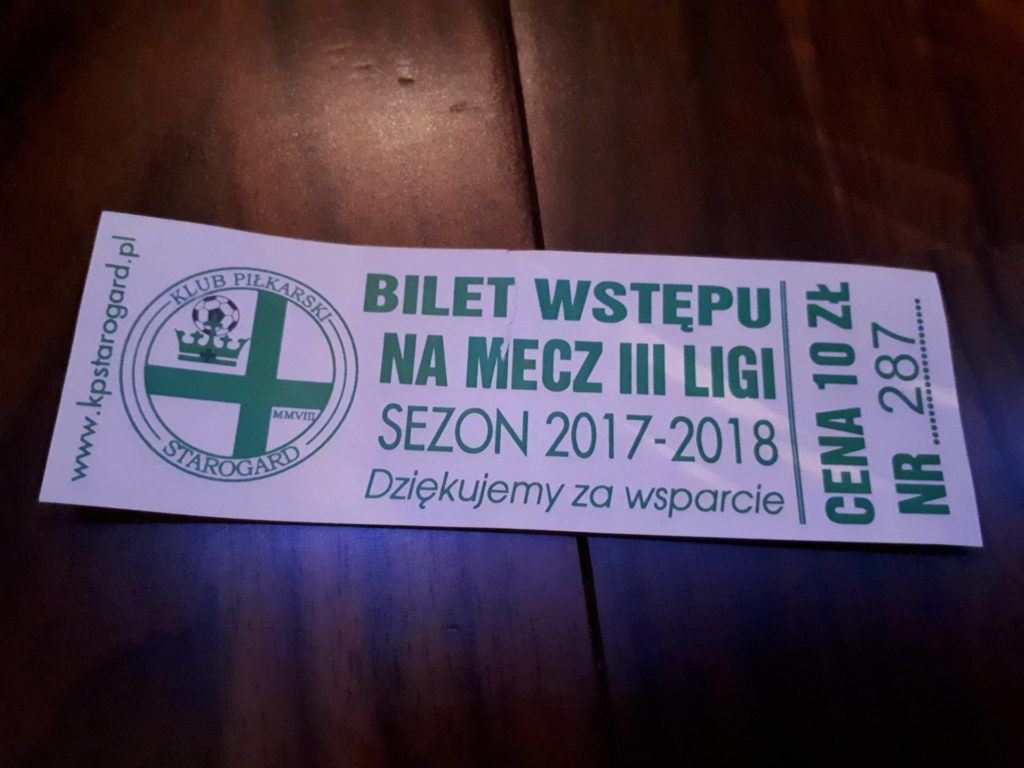 www.kpstarogard.pl
KLUB PIŁKARSKI
MMVIII
STAROGARD
BILET WSTĘPU
NA MECZ III LIGI
SEZON 2017-2018
Dziękujemy za wsparcie
CENA 10 ZŁ
NR ....287..........